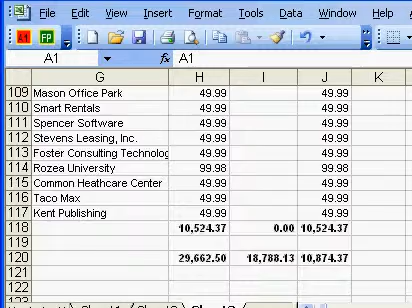 File Edit View Insert Format Tools Data Window Help
A1 FP
A1 fx A1
G H I J K
109 Mason Office Park 49.99 49.99
110 Smart Rentals 49.99 49.99
111 Spencer Software 49.99 49.99
112 Stevens Leasing, Inc. 49.99 49.99
113 Foster Consulting Technolog 49.99 49.99
114 Rozea University 99.98 99.98
115 Common Heathcare Center 49.99 49.99
116 Taco Max 49.99 49.99
117 Kent Publishing 49.99 49.99
118 10,524.37 0.00 10,524.37
119
120 29,662.50 18,788.13 10,874.37
121
122